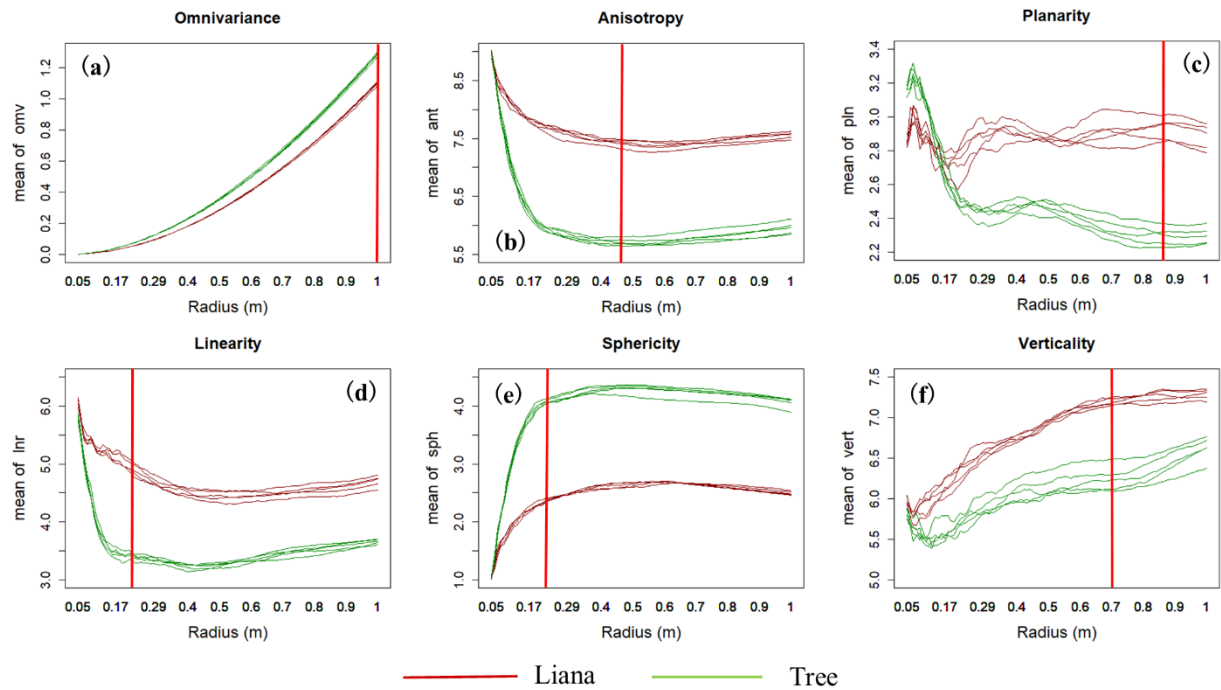 Omnivariance
(a)
mean of omv
0.0 0.2 0.4 0.6 0.8 1.0 1.2
0.05 0.17 0.29 0.4 0.5 0.6 0.7 0.8 0.9 1
Radius (m)
Anisotropy
(b)
mean of ant
5.5 6.5 7.5 8.5
0.05 0.17 0.29 0.4 0.5 0.6 0.7 0.8 0.9 1
Radius (m)
Planarity
(c)
mean of pln
2.2 2.4 2.6 2.8 3.0 3.2 3.4
0.05 0.17 0.29 0.4 0.5 0.6 0.7 0.8 0.9 1
Radius (m)
Linearity
(d)
mean of lnr
3.0 4.0 5.0 6.0
0.05 0.17 0.29 0.4 0.5 0.6 0.7 0.8 0.9 1
Radius (m)
Sphericity
(e)
mean of sph
1.0 2.0 3.0 4.0
0.05 0.17 0.29 0.4 0.5 0.6 0.7 0.8 0.9 1
Radius (m)
Verticality
(f)
mean of vert
5.0 5.5 6.0 6.5 7.0 7.5
0.05 0.17 0.29 0.4 0.5 0.6 0.7 0.8 0.9 1
Radius (m)
Liana Tree